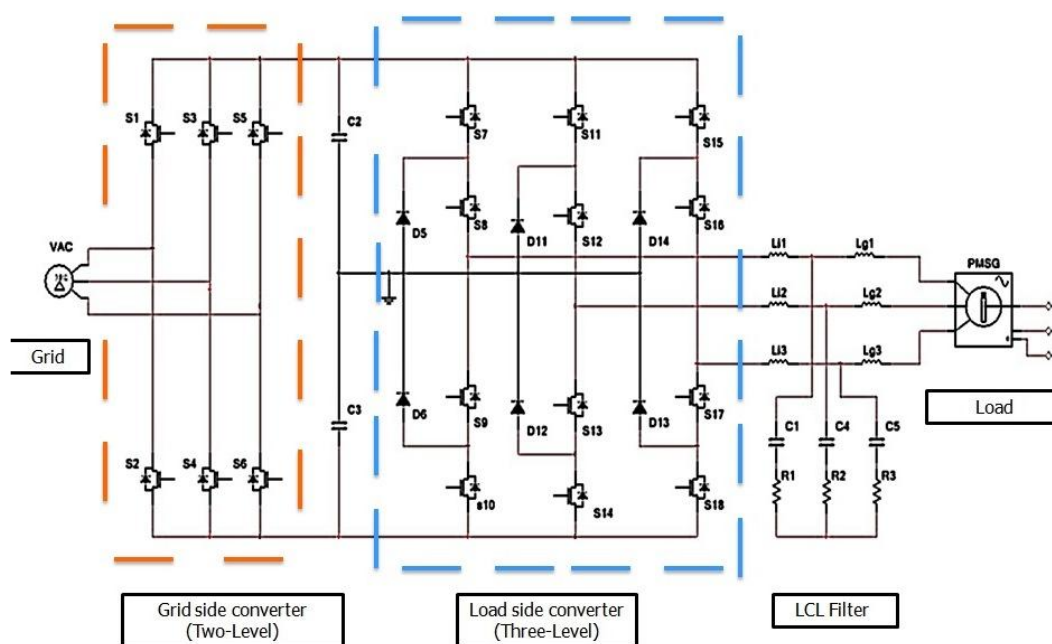 S1
S3
S5
C2
S7
S11
S15
D5
S8
D11
S12
D14
S16
VAC
Li1
Lg1
PMSG
Li2
Lg2
Grid
Li3
Lg3
C3
D6
S9
D12
S13
D13
S17
Load
C1
C4
C5
S2
S4
S6
s10
S14
S18
R1
R2
R3
Grid side converter
(Two-Level)
Load side converter
(Three-Level)
LCL Filter